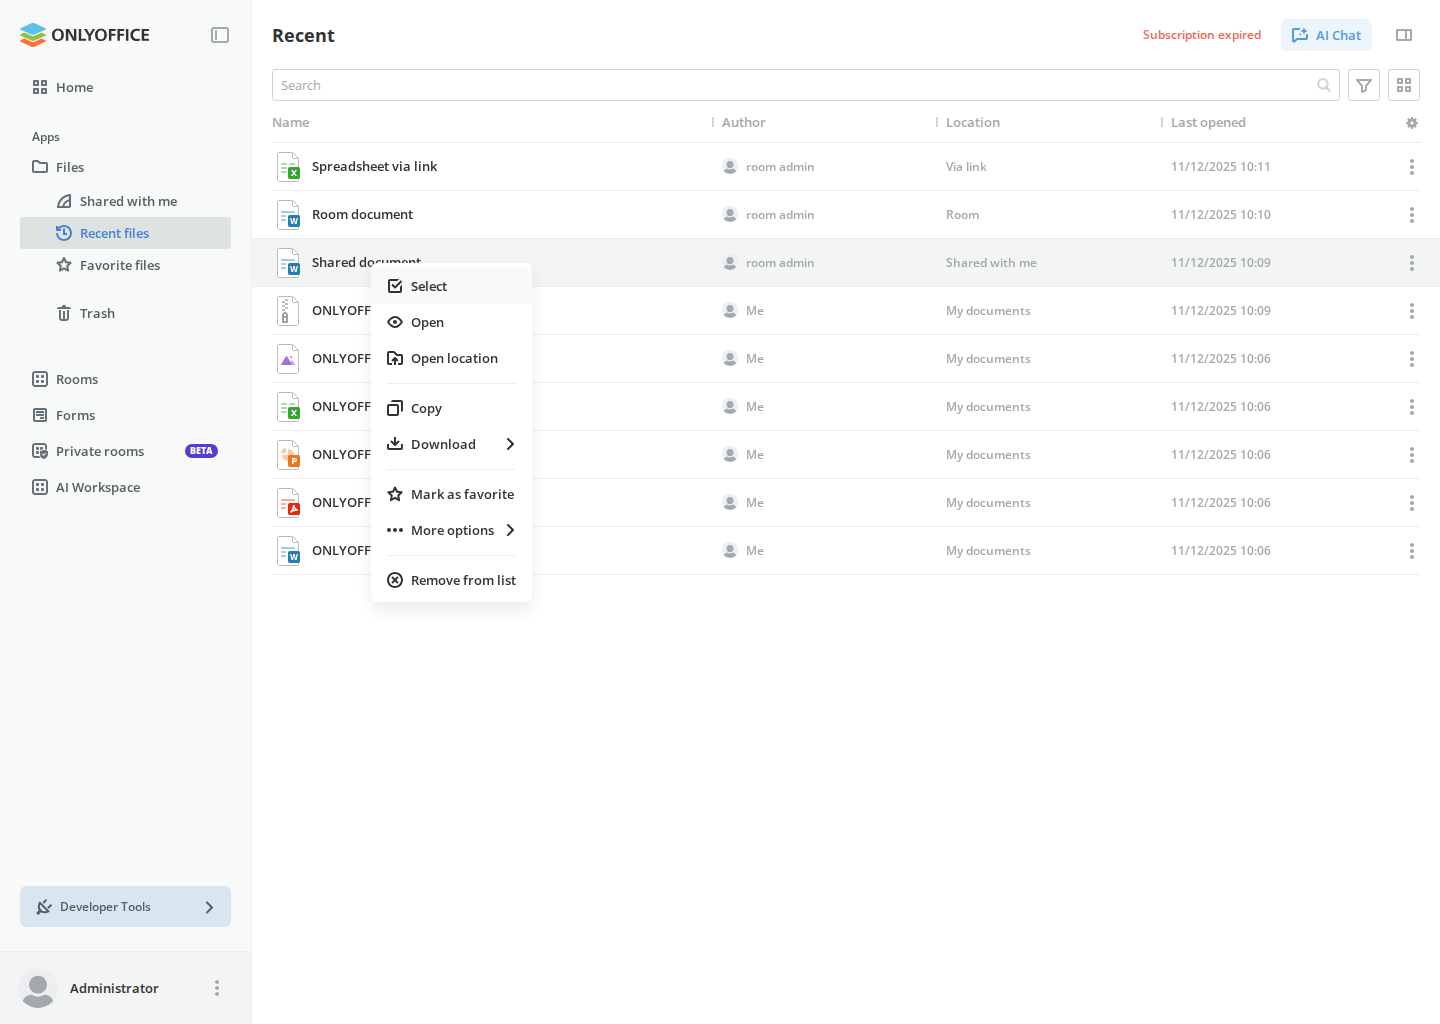 ONLYOFFICE
Home
Apps
Files
Shared with me
Recent files
Favorite files
Trash
Rooms
Forms
Private rooms BETA
AI Workspace
Developer Tools
Administrator
Recent
Subscription expired
AI Chat
Search
Name Author Location Last opened
Spreadsheet via link room admin Via link 11/12/2025 10:11
Room document room admin Room 11/12/2025 10:10
Shared document room admin Shared with me 11/12/2025 10:09
ONLYOFF Me My documents 11/12/2025 10:09
ONLYOFF Me My documents 11/12/2025 10:06
ONLYOFF Me My documents 11/12/2025 10:06
ONLYOFF Me My documents 11/12/2025 10:06
ONLYOFF Me My documents 11/12/2025 10:06
ONLYOFF Me My documents 11/12/2025 10:06
Select
Open
Open location
Copy
Download
Mark as favorite
More options
Remove from list